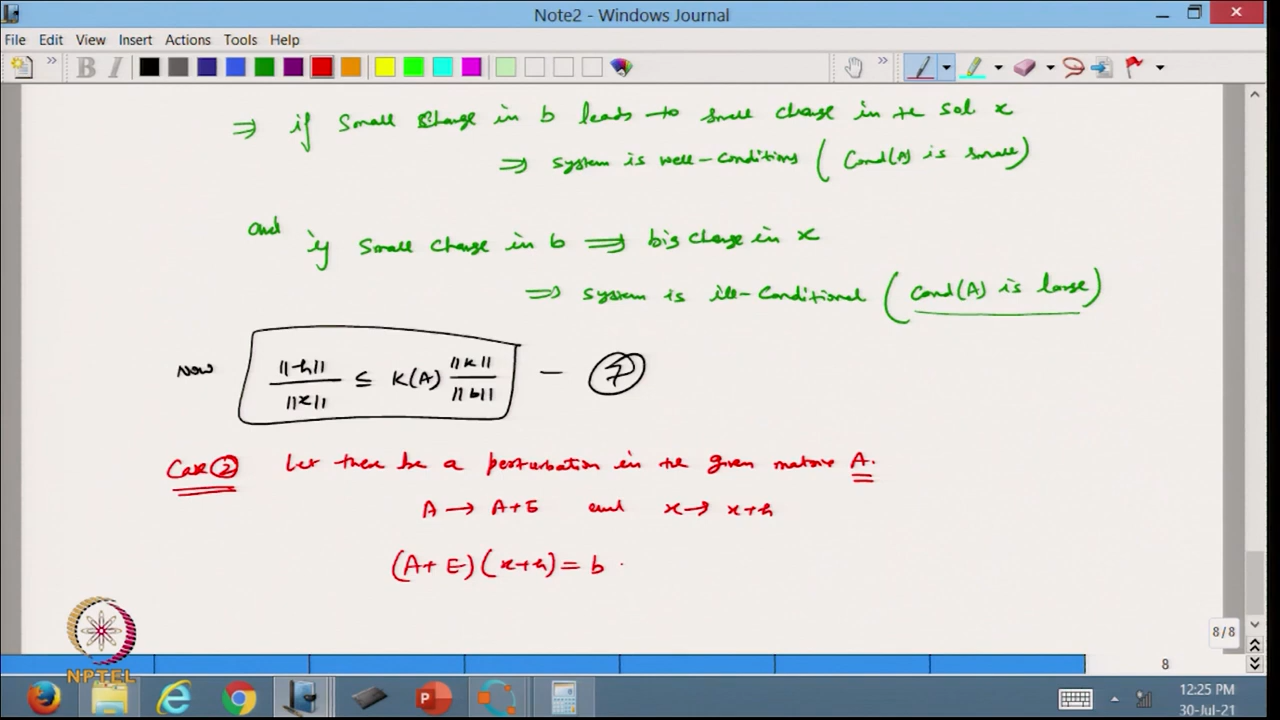 Note2 - Windows Journal
File Edit View Insert Actions Tools Help
⇒ if small change in b leads to small change in the sol x
⇒ system is well-conditions ( Cond(A) is small)
and if small change in b ⇒ big change in x
⇒ system is ill-conditional ( Cond(A) is large)
Now ||h|| / ||x|| ≤ K(A) ||k|| / ||b|| — 7
Case 2 Let there be a perturbation in the given matrix A.
A → A+E and x → x+h
(A+E)(x+h) = b
8/8
NPTEL
8
12:25 PM
30-Jul-21